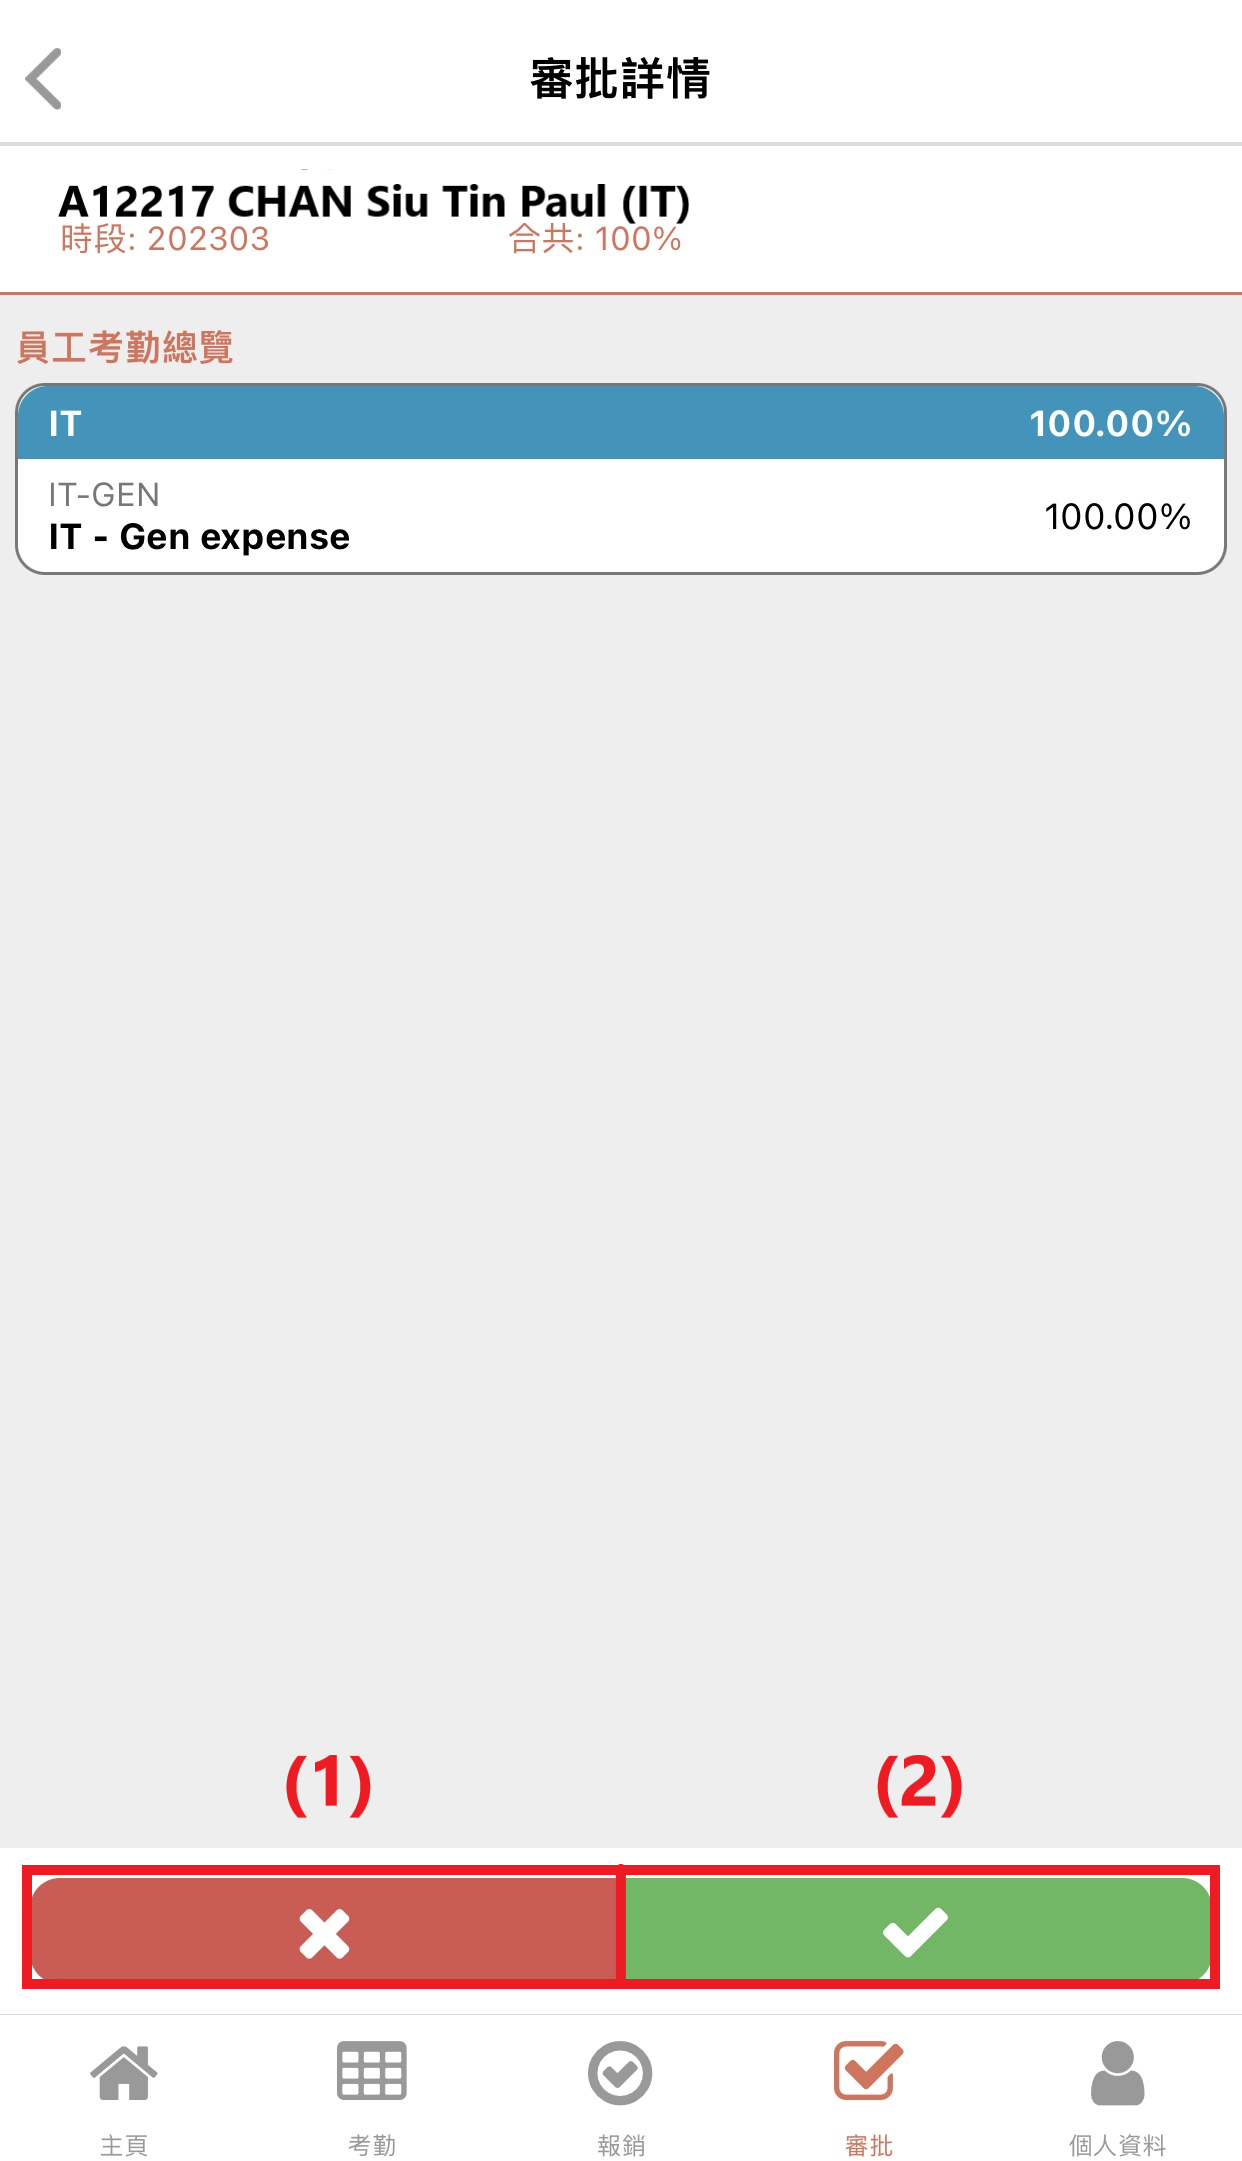 審批詳情
A12217 CHAN Siu Tin Paul (IT)
時段: 202303 合共: 100%
員工考勤總覽
IT 100.00%
IT-GEN
IT - Gen expense 100.00%
(1) (2)
主頁 考勤 報銷 審批 個人資料